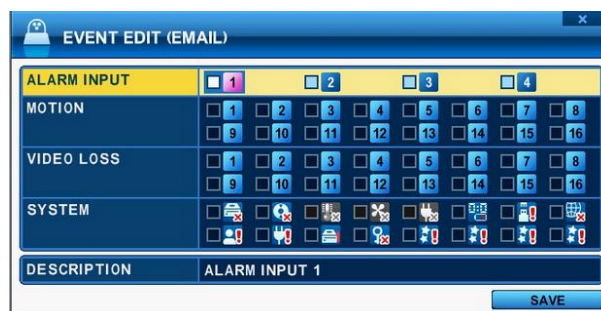 EVENT EDIT (EMAIL)
ALARM INPUT 1 2 3 4
MOTION 1 2 3 4 5 6 7 8
9 10 11 12 13 14 15 16
VIDEO LOSS 1 2 3 4 5 6 7 8
9 10 11 12 13 14 15 16
SYSTEM
DESCRIPTION ALARM INPUT 1
SAVE